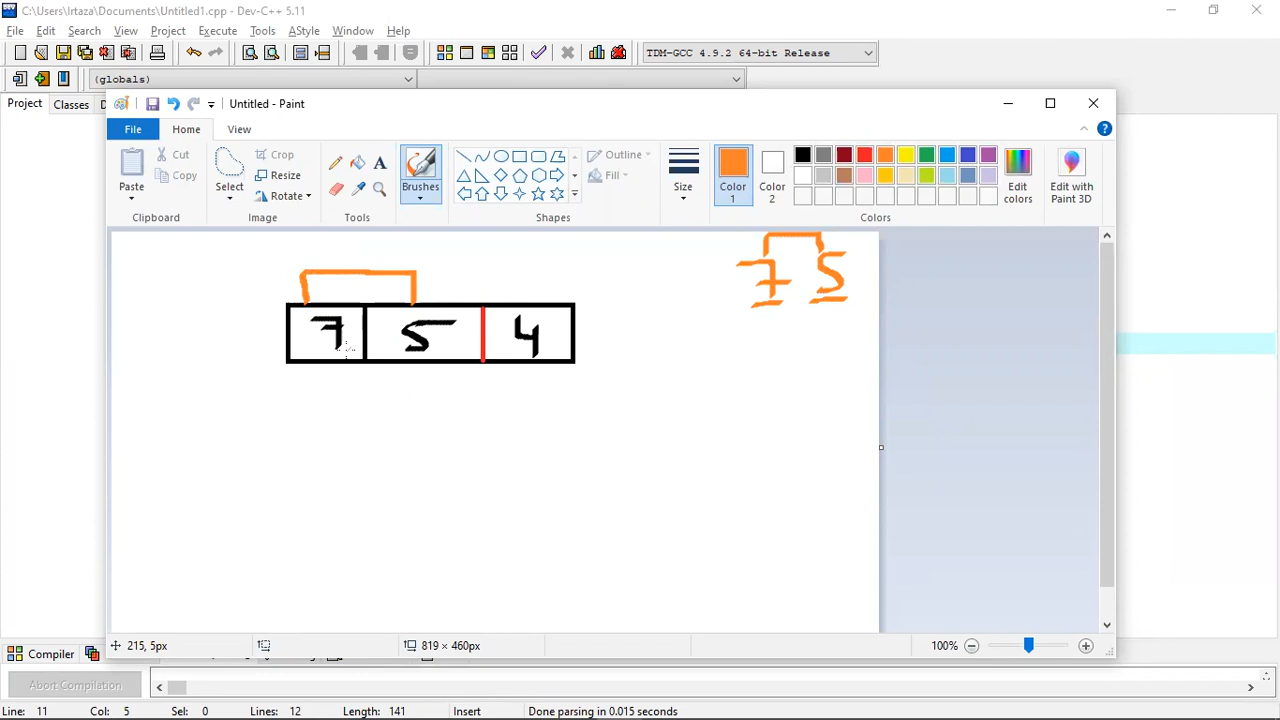 C:\Users\Irtaza\Documents\Untitled1.cpp - Dev-C++ 5.11
File Edit Search View Project Execute Tools AStyle Window Help
TDM-GCC 4.9.2 64-bit Release
(globals)
Project Classes D
Untitled - Paint
File Home View
Paste Cut Copy
Select Crop Resize Rotate
A
Brushes
Outline Fill
Size
Color 1
Color 2
Edit colors
Edit with Paint 3D
Clipboard Image Tools Shapes Colors
7 5
7 5 4
215, 5px 819 × 460px 100%
Compiler
Abort Compilation
Line: 11 Col: 5 Sel: 0 Lines: 12 Length: 141 Insert Done parsing in 0.015 seconds